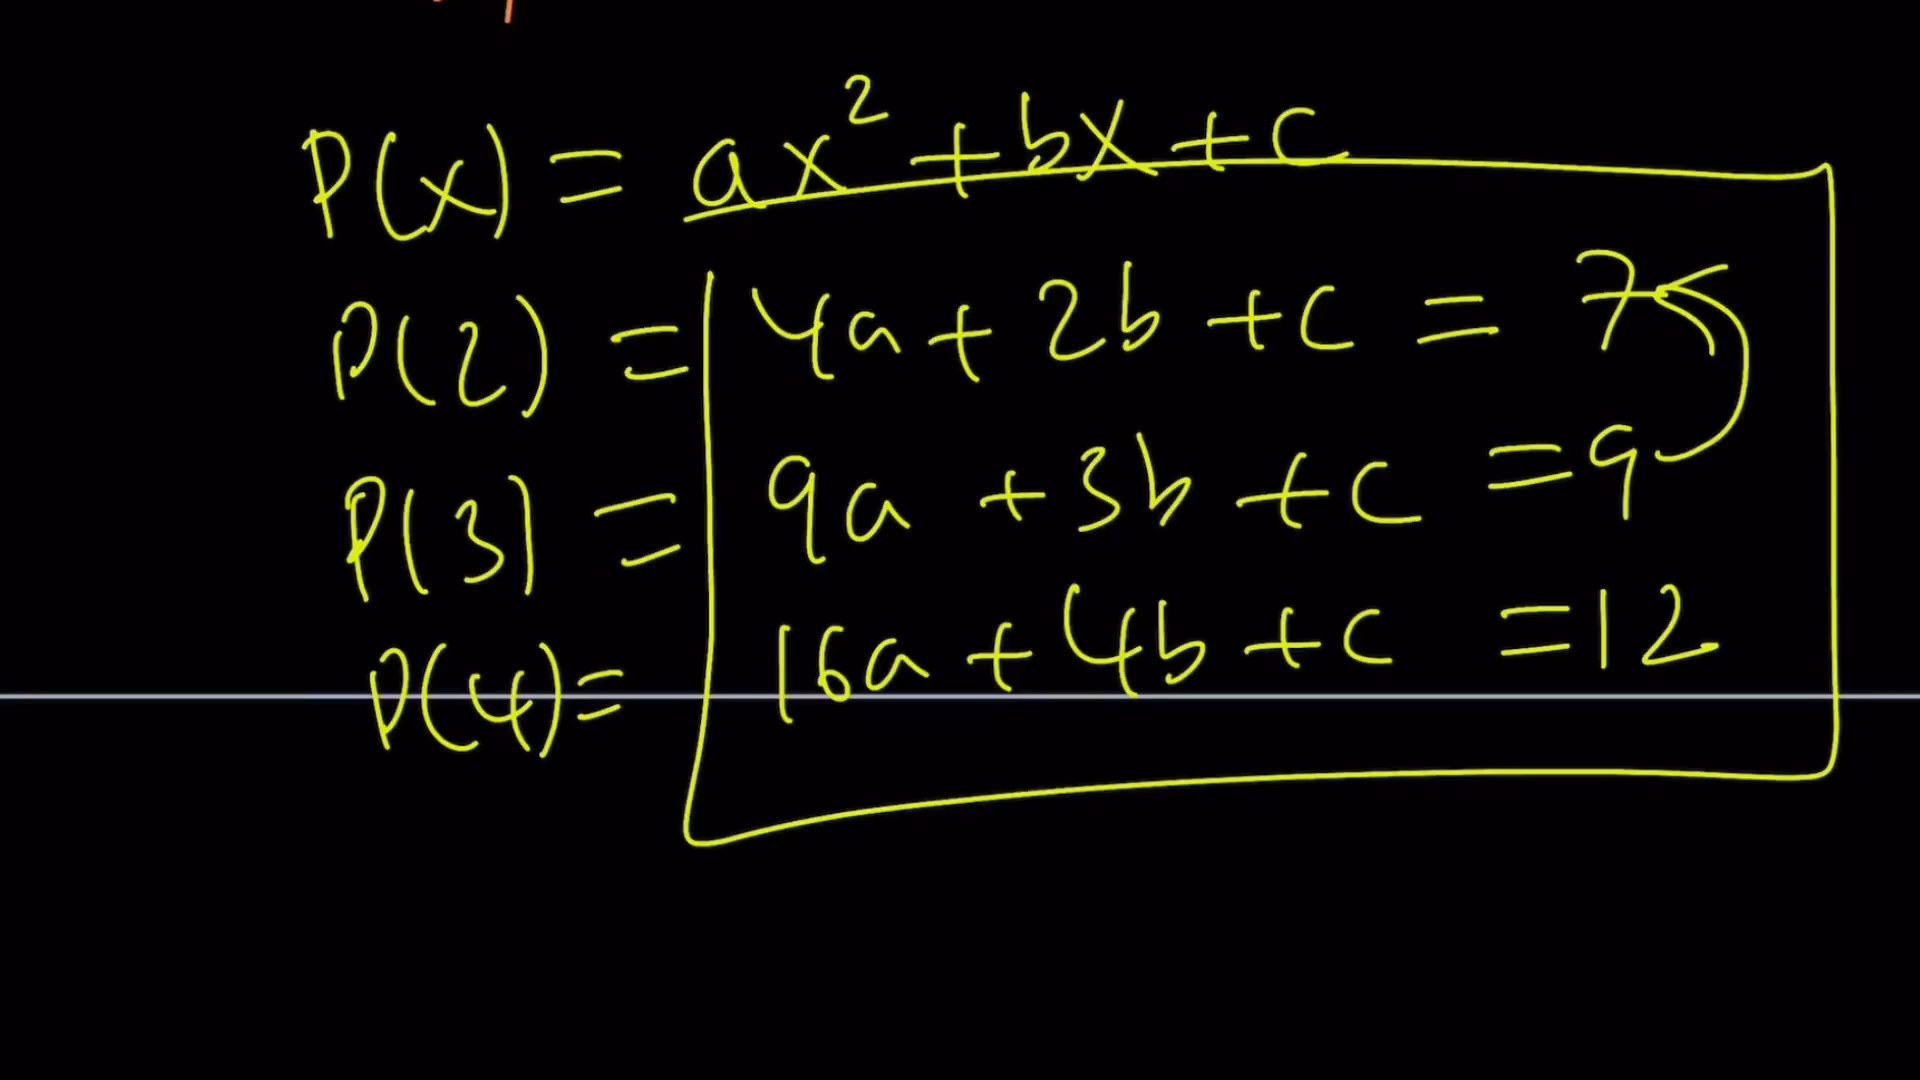 P(x) = ax² + bx + c
P(2) = 4a + 2b + c = 7
P(3) = 9a + 3b + c = 9
P(4) = 16a + 4b + c = 12